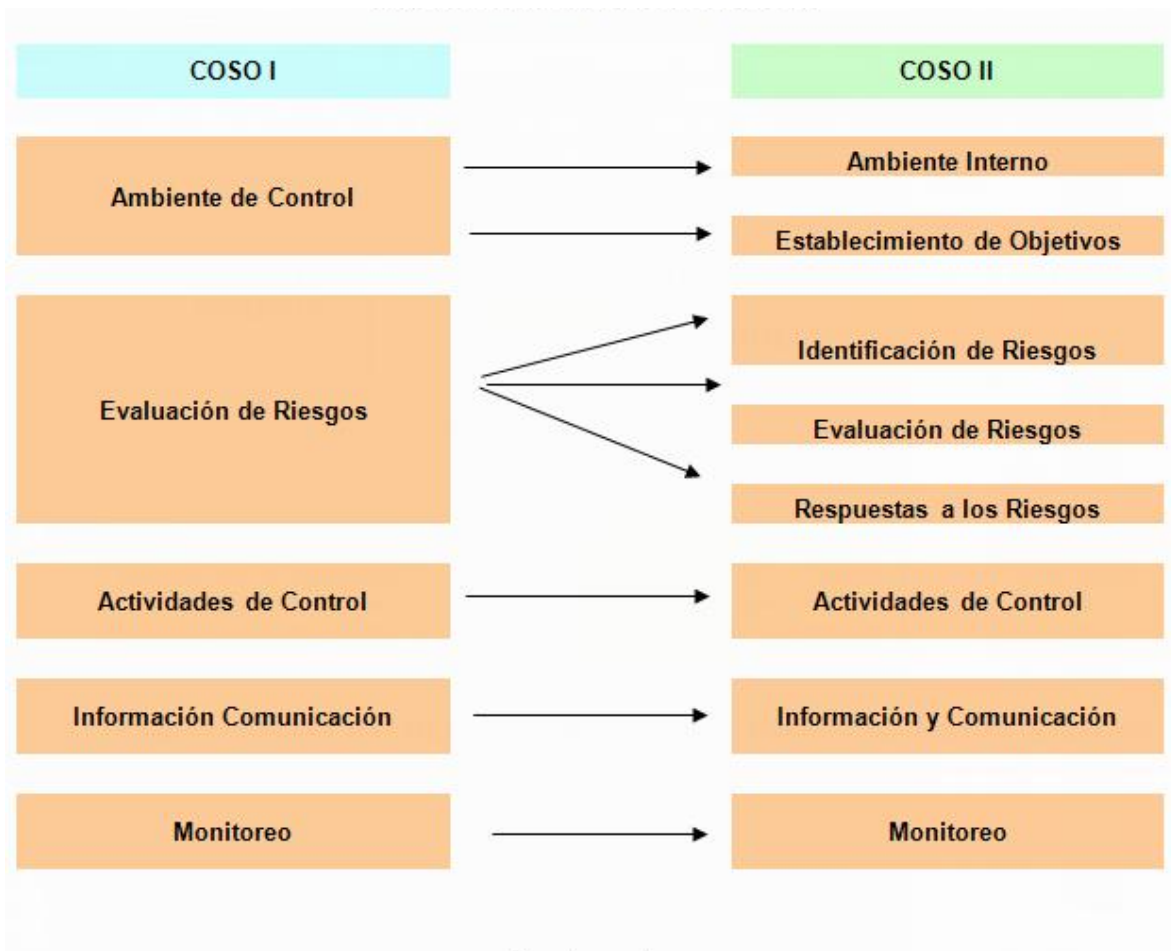 COSO I
COSO II
Ambiente de Control
Ambiente Interno
Establecimiento de Objetivos
Evaluación de Riesgos
Identificación de Riesgos
Evaluación de Riesgos
Respuestas a los Riesgos
Actividades de Control
Actividades de Control
Información Comunicación
Información y Comunicación
Monitoreo
Monitoreo